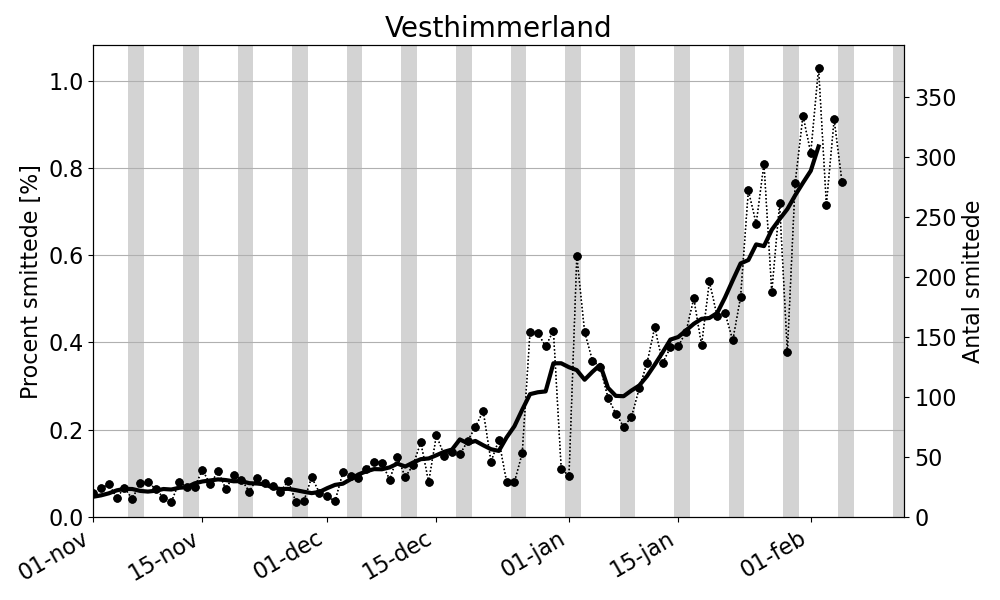 Vesthimmerland
Procent smittede [%]
1.0
0.8
0.6
0.4
0.2
0.0
350
300
250
200
150
100
50
0
Antal smittede
01-nov
15-nov
01-dec
15-dec
01-jan
15-jan
01-feb